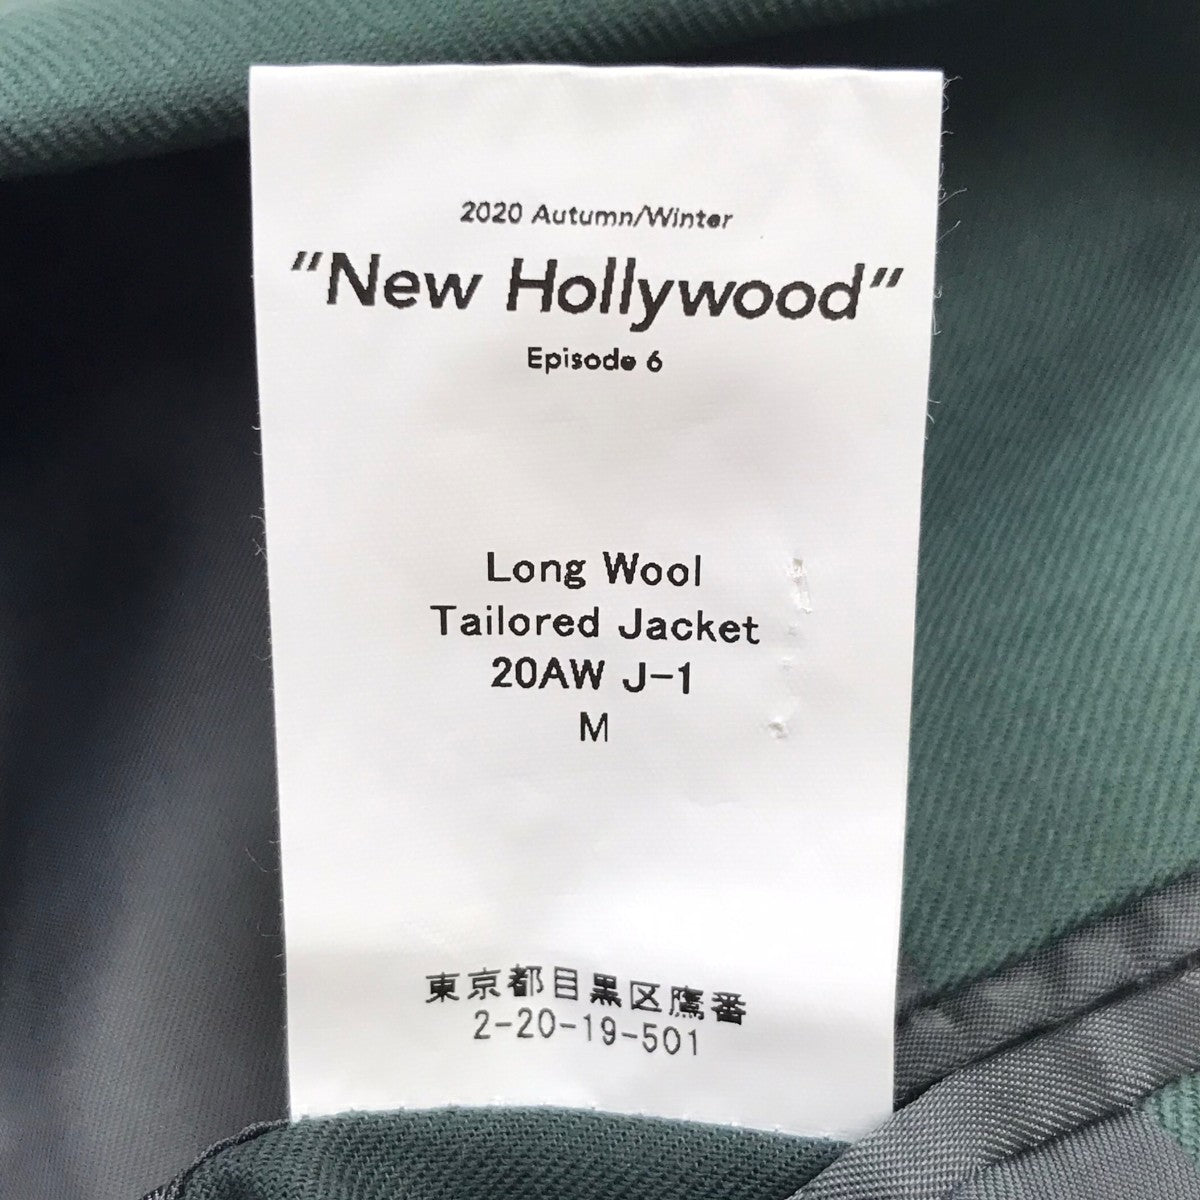 2020 Autumn/Winter
"New Hollywood"
Episode 6
Long Wool
Tailored Jacket
20AW J-1
M
東京都目黒区鷹番
2-20-19-501